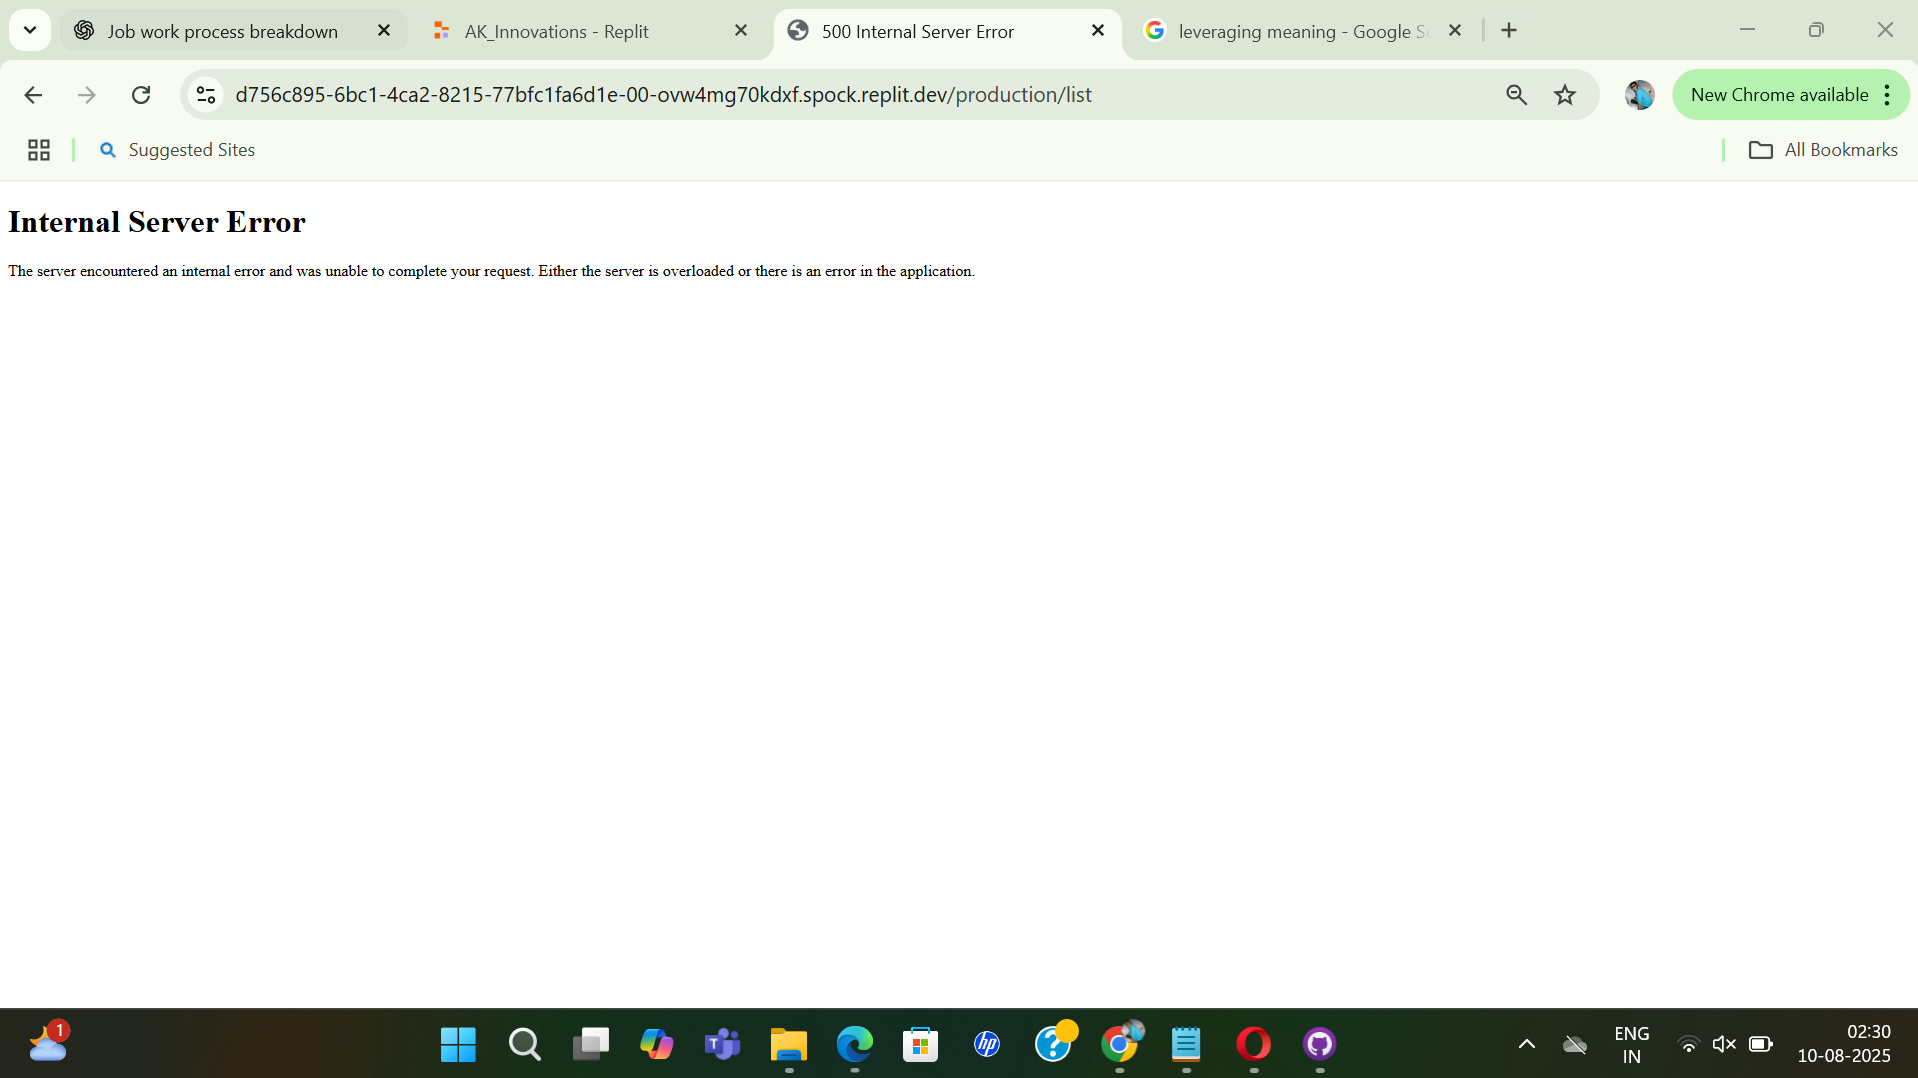 Job work process breakdown
AK_Innovations - Replit
500 Internal Server Error
leveraging meaning - Google S
d756c895-6bc1-4ca2-8215-77bfc1fa6d1e-00-ovw4mg70kdxf.spock.replit.dev/production/list
New Chrome available
Suggested Sites
All Bookmarks
Internal Server Error
The server encountered an internal error and was unable to complete your request. Either the server is overloaded or there is an error in the application.
1
T
hp
?
ENG
IN
02:30
10-08-2025